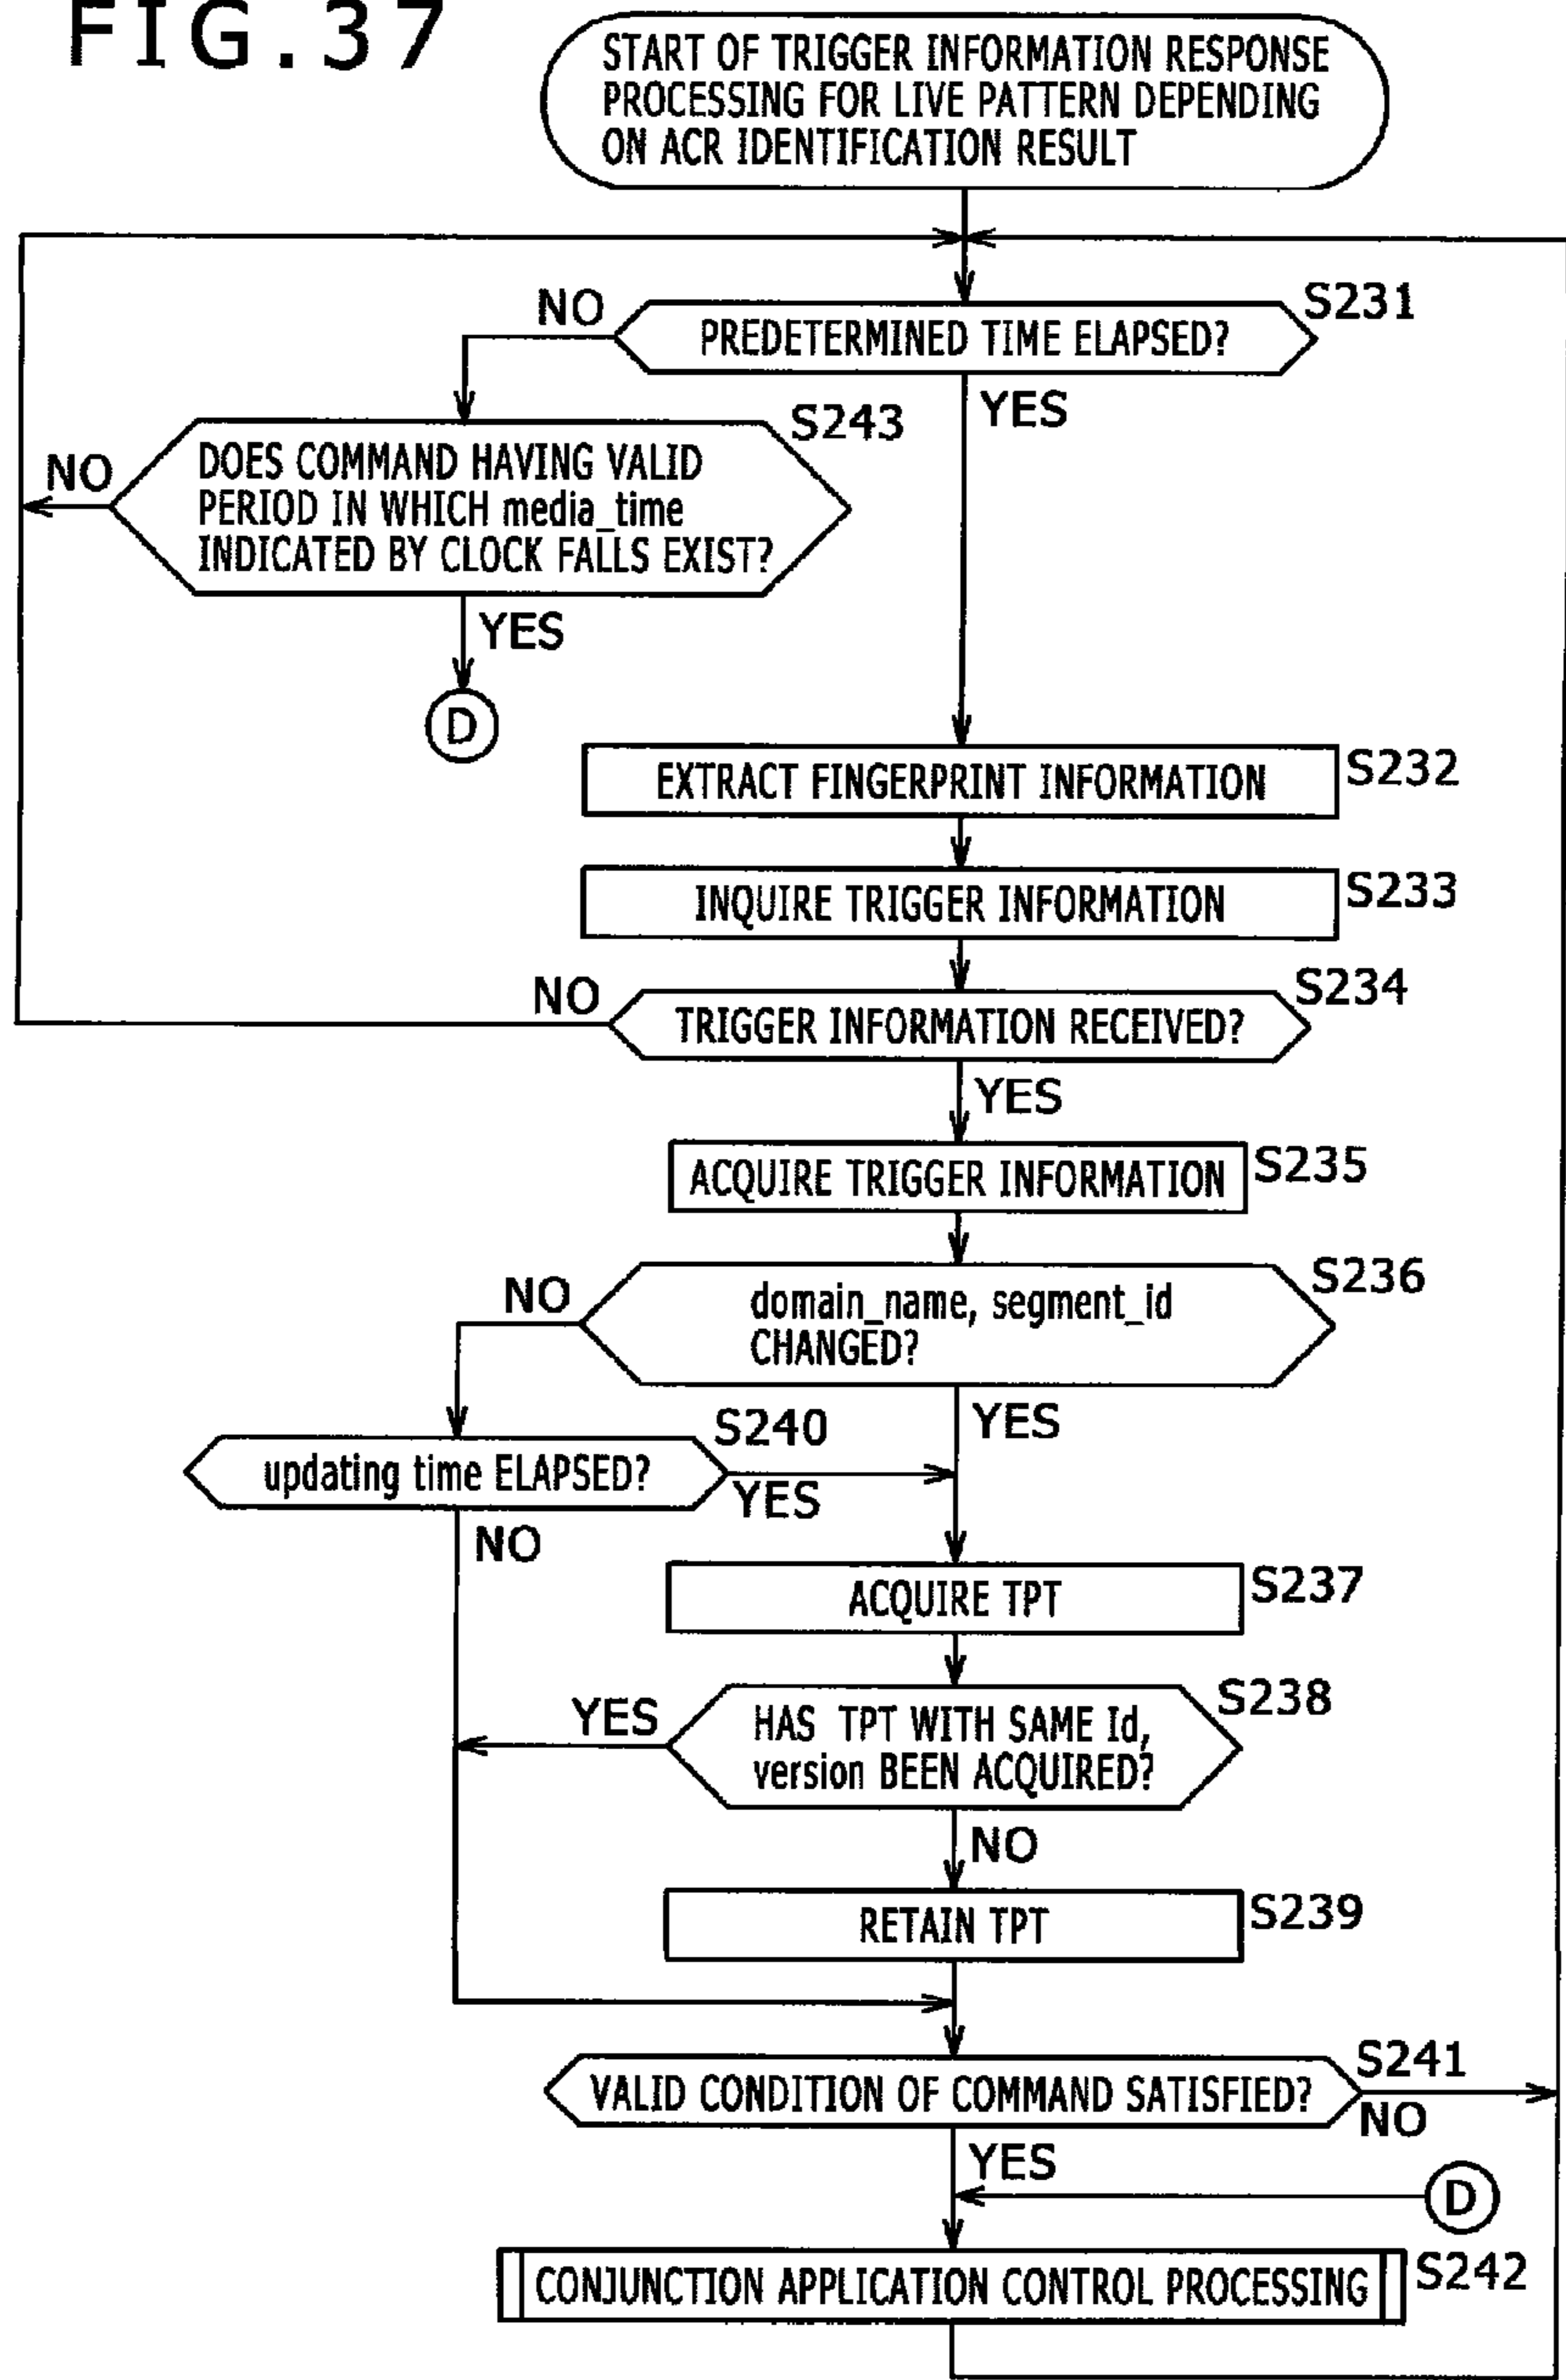 FIG.37
START OF TRIGGER INFORMATION RESPONSE
PROCESSING FOR LIVE PATTERN DEPENDING
ON ACR IDENTIFICATION RESULT
NO
PREDETERMINED TIME ELAPSED?
S231
YES
S243
NO
DOES COMMAND HAVING VALID
PERIOD IN WHICH media_time
INDICATED BY CLOCK FALLS EXIST?
YES
D
EXTRACT FINGERPRINT INFORMATION
S232
INQUIRE TRIGGER INFORMATION
S233
NO
TRIGGER INFORMATION RECEIVED?
S234
YES
ACQUIRE TRIGGER INFORMATION
S235
NO
domain_name, segment_id
CHANGED?
S236
YES
updating time ELAPSED?
S240
YES
NO
ACQUIRE TPT
S237
YES
HAS TPT WITH SAME Id,
version BEEN ACQUIRED?
S238
NO
RETAIN TPT
S239
VALID CONDITION OF COMMAND SATISFIED?
S241
NO
YES
D
CONJUNCTION APPLICATION CONTROL PROCESSING
S242